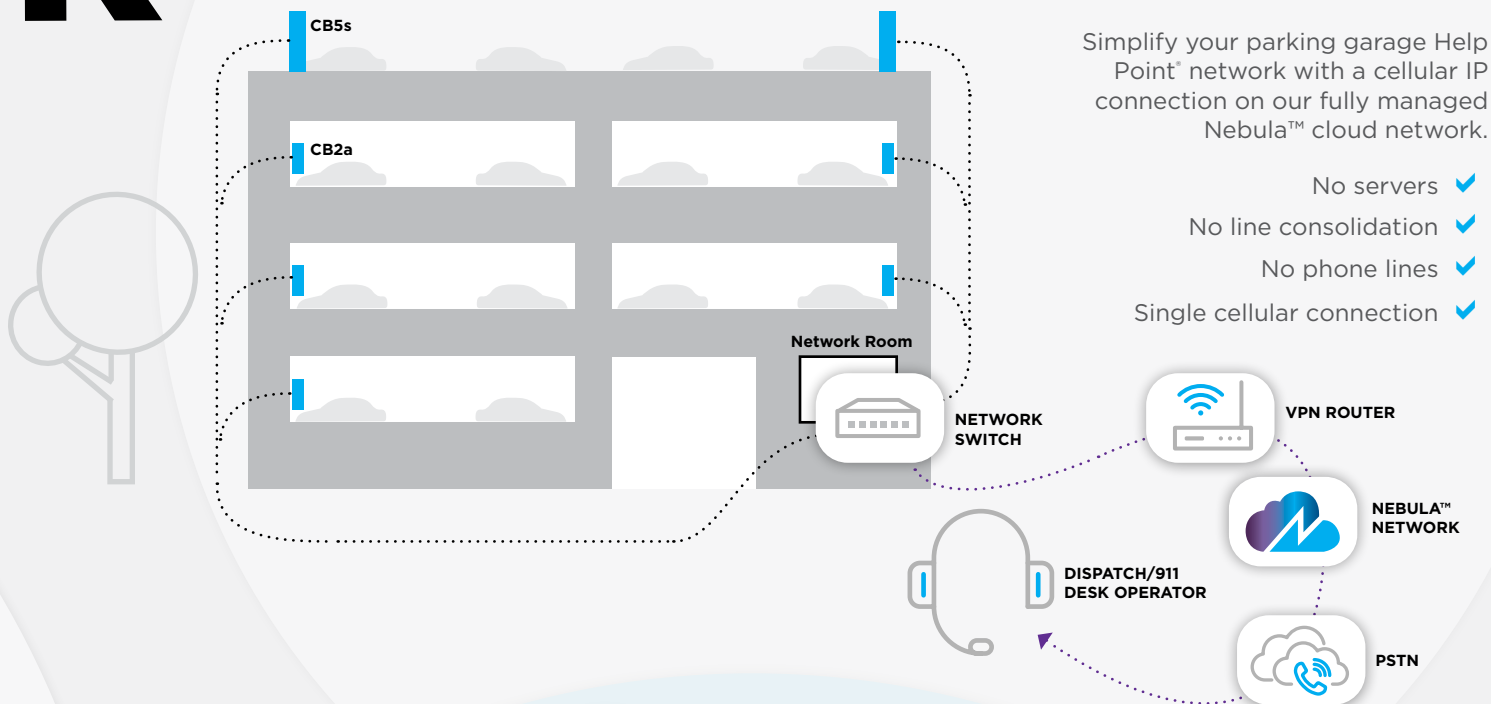 CB5s
Simplify your parking garage Help
Point® network with a cellular IP
connection on our fully managed
Nebula™ cloud network.
CB2a
No servers
No line consolidation
No phone lines
Single cellular connection
Network Room
NETWORK
SWITCH
VPN ROUTER
NEBULA™
NETWORK
DISPATCH/911
DESK OPERATOR
PSTN